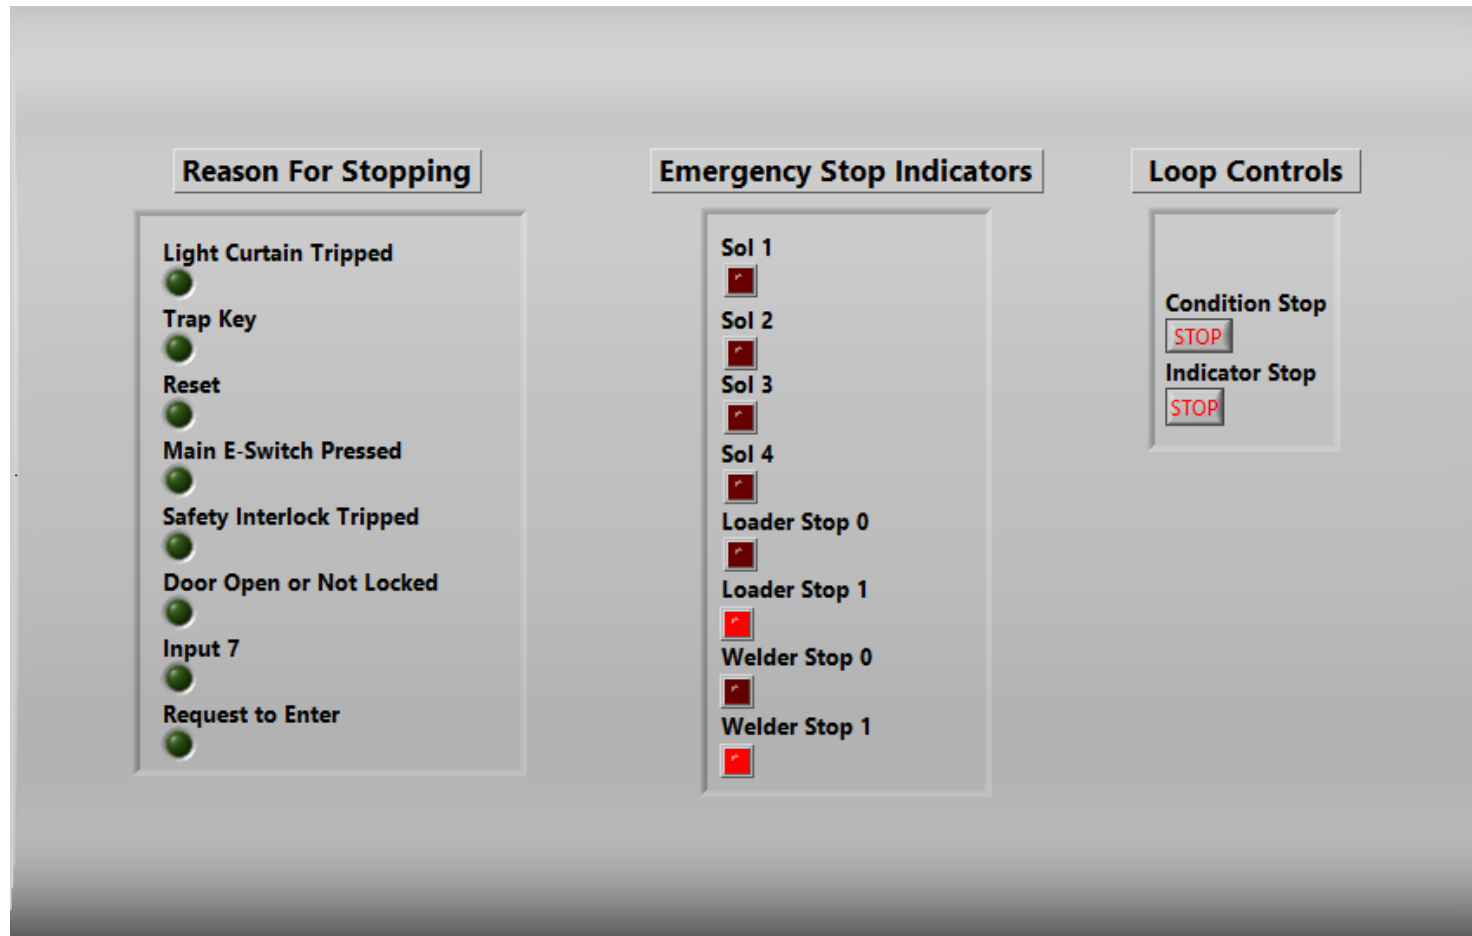 Reason For Stopping
Light Curtain Tripped
Trap Key
Reset
Main E-Switch Pressed
Safety Interlock Tripped
Door Open or Not Locked
Input 7
Request to Enter
Emergency Stop Indicators
Sol 1
Sol 2
Sol 3
Sol 4
Loader Stop 0
Loader Stop 1
Welder Stop 0
Welder Stop 1
Loop Controls
Condition Stop
STOP
Indicator Stop
STOP